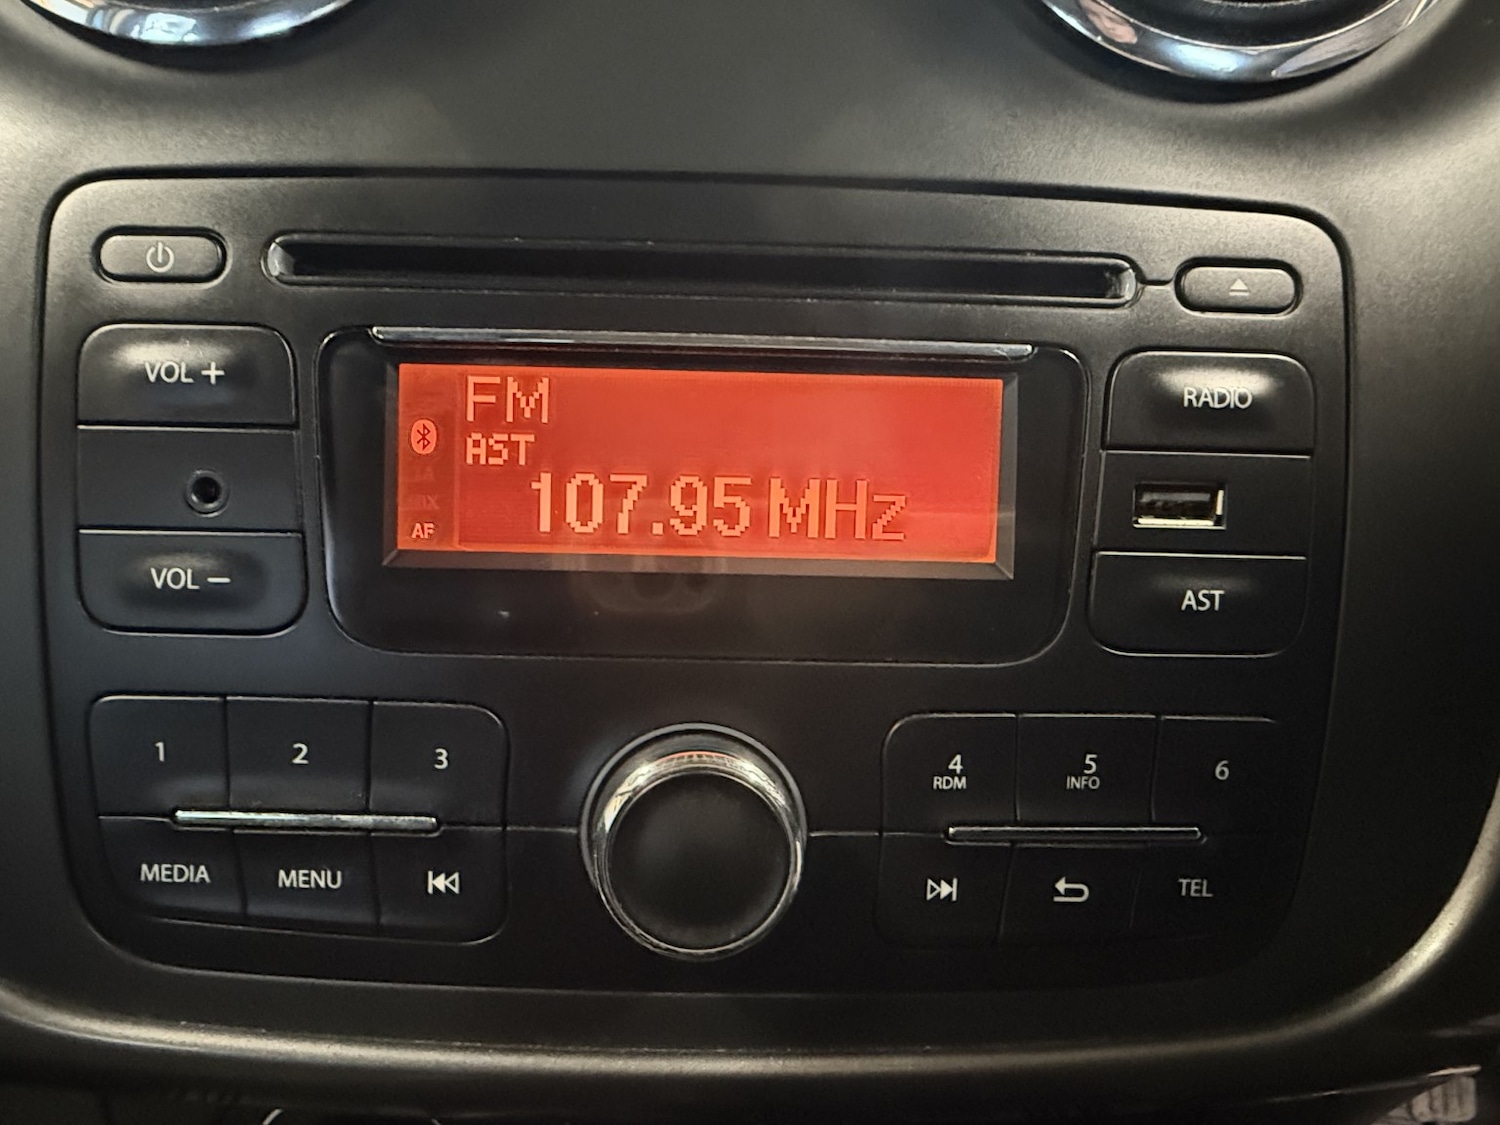 VOL +
VOL −
FM
AST
107.95 MHz
AF
RADIO
AST
1
2
3
4
RDM
5
INFO
6
MEDIA
MENU
TEL